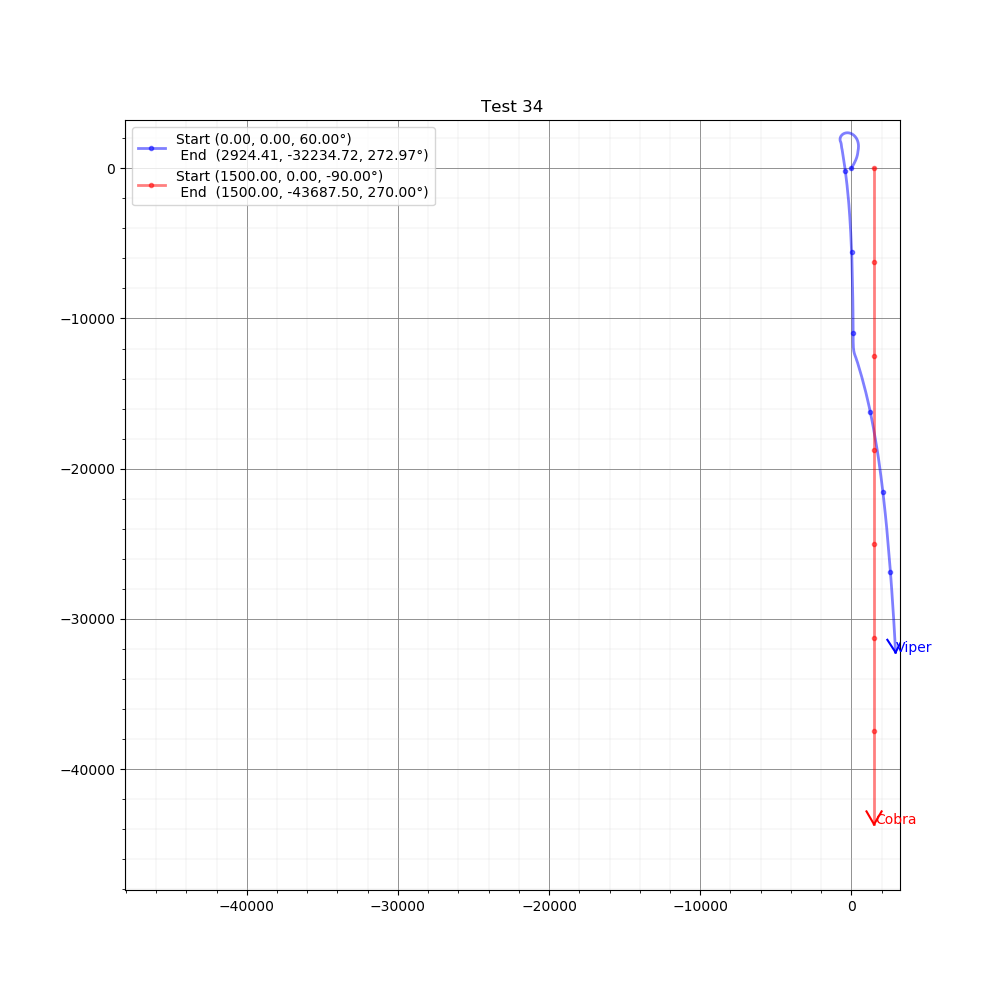 Test 34
Start (0.00, 0.00, 60.00°)
End  (2924.41, -32234.72, 272.97°)
Start (1500.00, 0.00, -90.00°)
End  (1500.00, -43687.50, 270.00°)
0
−10000
−20000
−30000
−40000
Viper
Cobra
−40000
−30000
−20000
−10000
0